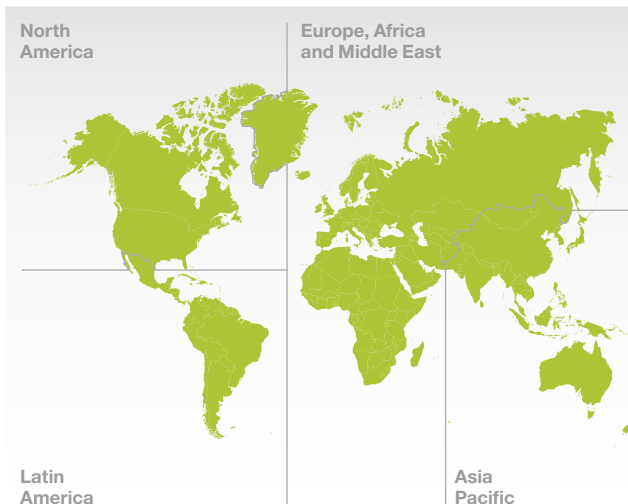 North
America
Europe, Africa
and Middle East
Latin
America
Asia
Pacific